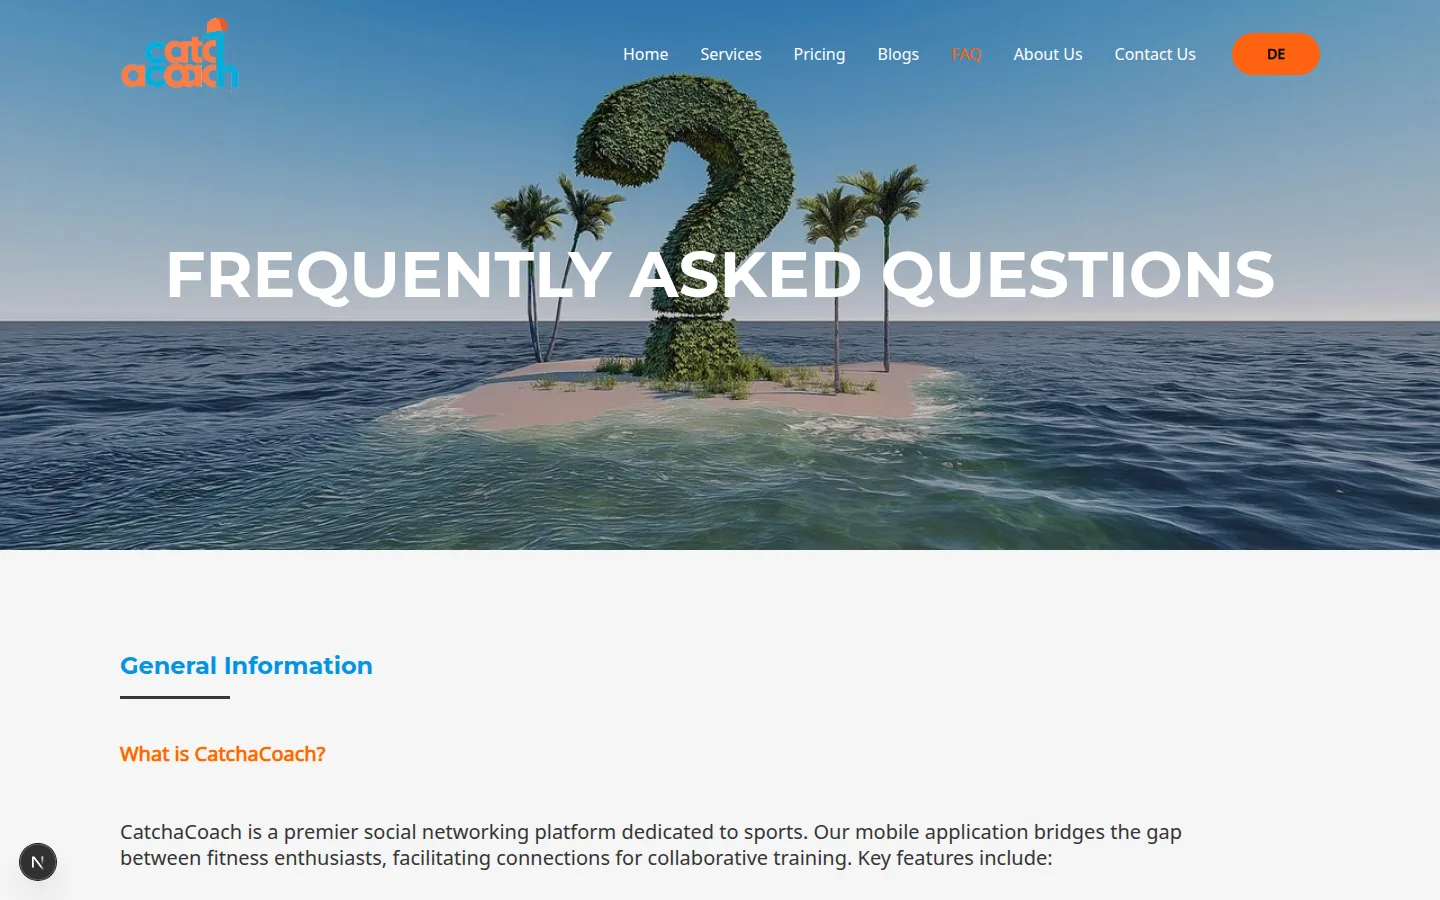 catch
a coach
Home Services Pricing Blogs FAQ About Us Contact Us DE
FREQUENTLY ASKED QUESTIONS
General Information
What is CatchaCoach?
CatchaCoach is a premier social networking platform dedicated to sports. Our mobile application bridges the gap
between fitness enthusiasts, facilitating connections for collaborative training. Key features include:
N